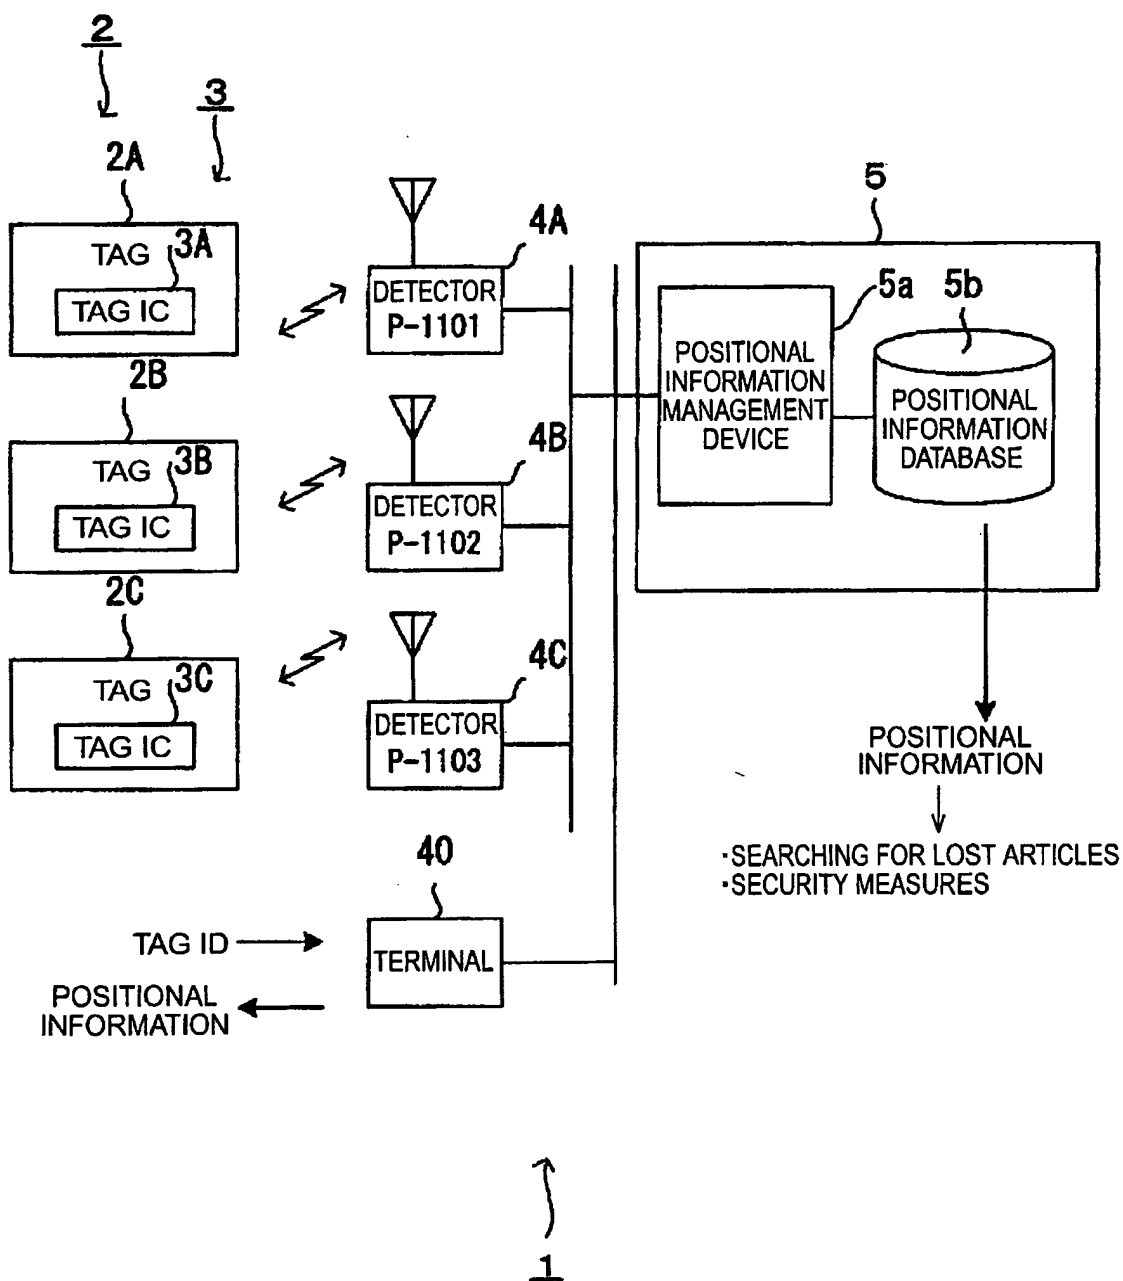 2
3
2A
TAG 3A
TAG IC
4A
DETECTOR
P-1101
5
5a
5b
POSITIONAL
INFORMATION
MANAGEMENT
DEVICE
POSITIONAL
INFORMATION
DATABASE
2B
TAG 3B
TAG IC
4B
DETECTOR
P-1102
2C
TAG 3C
TAG IC
4C
DETECTOR
P-1103
POSITIONAL
INFORMATION
·SEARCHING FOR LOST ARTICLES
·SECURITY MEASURES
40
TERMINAL
TAG ID
POSITIONAL
INFORMATION
1